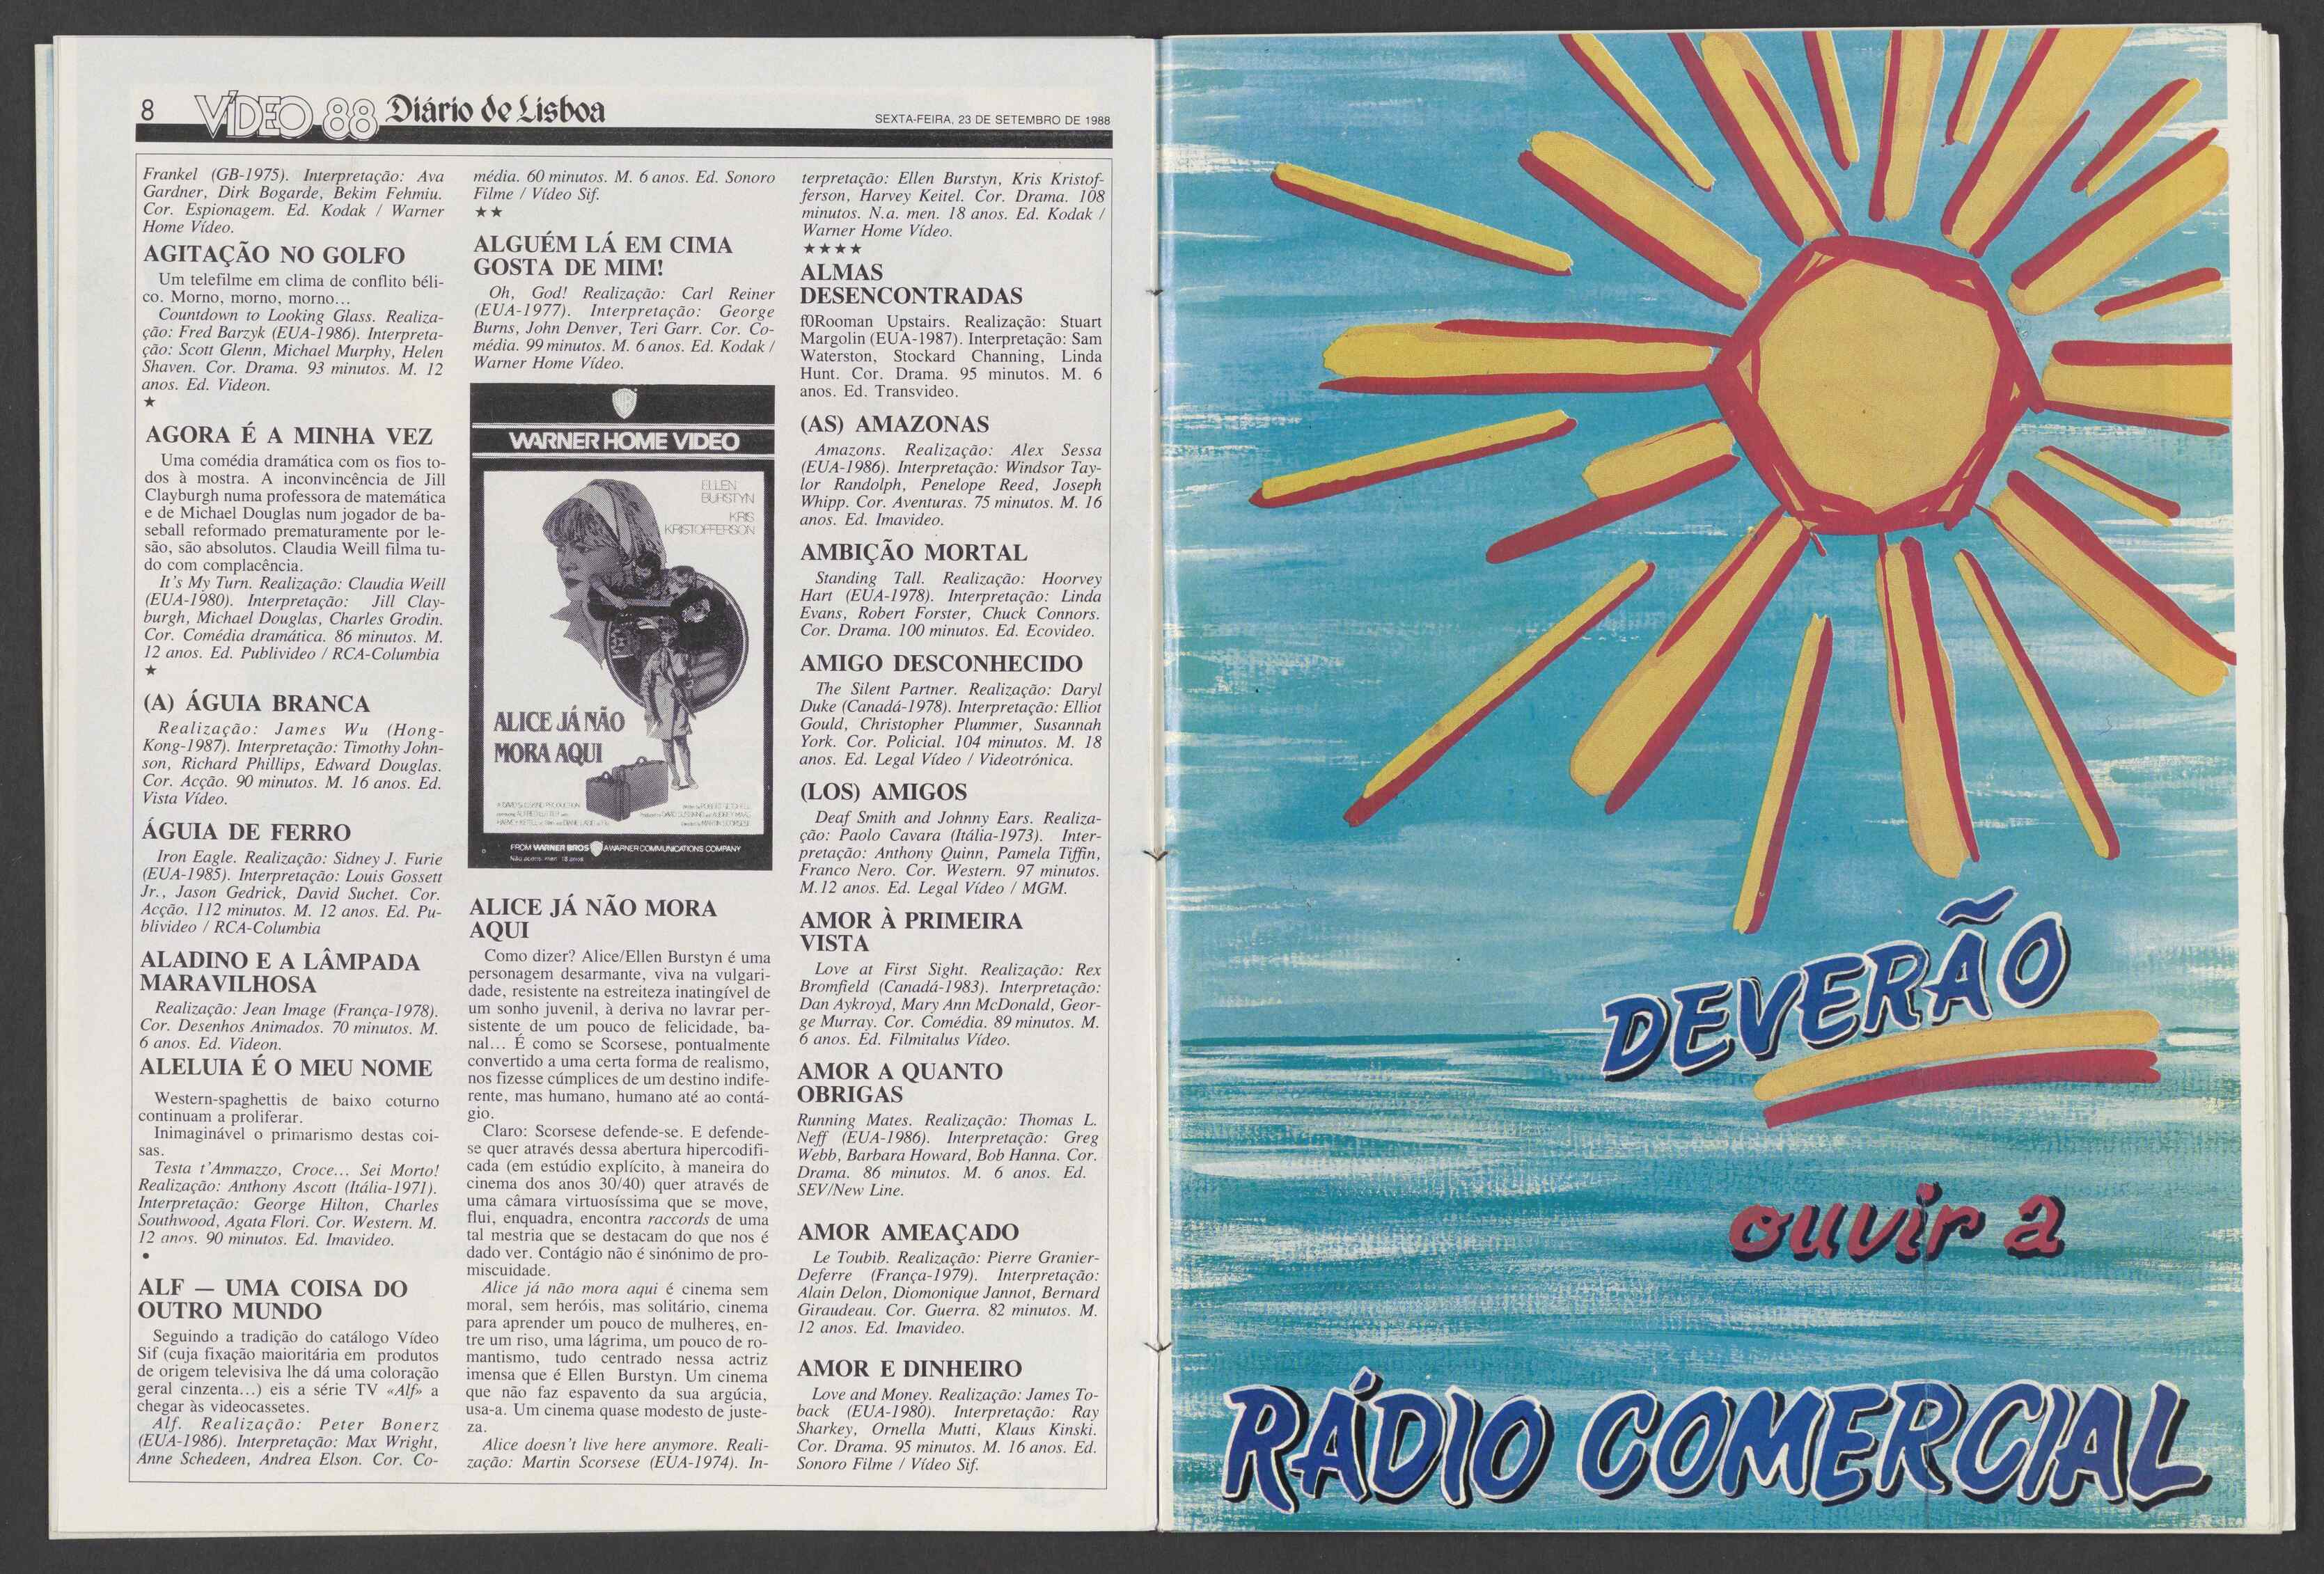 8 VÍDEO 88 Diário de Lisboa
SEXTA-FEIRA, 23 DE SETEMBRO DE 1988
Frankel (GB-1975). Interpretação: Ava
Gardner, Dirk Bogarde, Bekim Fehmiu.
Cor. Espionagem. Ed. Kodak / Warner
Home Vídeo.
AGITAÇÃO NO GOLFO
Um telefilme em clima de conflito béli-
co. Morno, morno, morno...
Countdown to Looking Glass. Realiza-
ção: Fred Barzyk (EUA-1986). Interpreta-
ção: Scott Glenn, Michael Murphy, Helen
Shaven. Cor. Drama. 93 minutos. M. 12
anos. Ed. Videon.
★
AGORA É A MINHA VEZ
Uma comédia dramática com os fios to-
dos à mostra. A inconvincência de Jill
Clayburgh numa professora de matemática
e de Michael Douglas num jogador de ba-
seball reformado prematuramente por le-
são, são absolutos. Claudia Weill filma tu-
do com complacência.
It's My Turn. Realização: Claudia Weill
(EUA-1980). Interpretação: Jill Clay-
burgh, Michael Douglas, Charles Grodin.
Cor. Comédia dramática. 86 minutos. M.
12 anos. Ed. Publivideo / RCA-Columbia
★
(A) ÁGUIA BRANCA
Realização: James Wu (Hong-
Kong-1987). Interpretação: Timothy John-
son, Richard Phillips, Edward Douglas.
Cor. Acção. 90 minutos. M. 16 anos. Ed.
Vista Vídeo.
ÁGUIA DE FERRO
Iron Eagle. Realização: Sidney J. Furie
(EUA-1985). Interpretação: Louis Gossett
Jr., Jason Gedrick, David Suchet. Cor.
Acção. 112 minutos. M. 12 anos. Ed. Pu-
blivideo / RCA-Columbia
ALADINO E A LÂMPADA
MARAVILHOSA
Realização: Jean Image (França-1978).
Cor. Desenhos Animados. 70 minutos. M.
6 anos. Ed. Videon.
ALELUIA É O MEU NOME
Western-spaghettis de baixo coturno
continuam a proliferar.
Inimaginável o primarismo destas coi-
sas.
Testa t'Ammazzo, Croce... Sei Morto!
Realização: Anthony Ascott (Itália-1971).
Interpretação: George Hilton, Charles
Southwood, Agata Flori. Cor. Western. M.
12 anos. 90 minutos. Ed. Imavideo.
•
ALF — UMA COISA DO
OUTRO MUNDO
Seguindo a tradição do catálogo Vídeo
Sif (cuja fixação maioritária em produtos
de origem televisiva lhe dá uma coloração
geral cinzenta...) eis a série TV «Alf» a
chegar às videocassetes.
Alf. Realização: Peter Bonerz
(EUA-1986). Interpretação: Max Wright,
Anne Schedeen, Andrea Elson. Cor. Co-
média. 60 minutos. M. 6 anos. Ed. Sonoro
Filme / Vídeo Sif.
★★
ALGUÉM LÁ EM CIMA
GOSTA DE MIM!
Oh, God! Realização: Carl Reiner
(EUA-1977). Interpretação: George
Burns, John Denver, Teri Garr. Cor. Co-
média. 99 minutos. M. 6 anos. Ed. Kodak /
Warner Home Vídeo.
WARNER HOME VIDEO
ELLEN
BURSTYN
KRIS
KRISTOFFERSON
ALICE JÁ NÃO
MORA AQUI
FROM WARNER BROS A WARNER COMMUNICATIONS COMPANY
Não acons. men. 18 anos
ALICE JÁ NÃO MORA
AQUI
Como dizer? Alice/Ellen Burstyn é uma
personagem desarmante, viva na vulgari-
dade, resistente na estreiteza inatingível de
um sonho juvenil, à deriva no lavrar per-
sistente de um pouco de felicidade, ba-
nal... É como se Scorsese, pontualmente
convertido a uma certa forma de realismo,
nos fizesse cúmplices de um destino indife-
rente, mas humano, humano até ao contá-
gio.
Claro: Scorsese defende-se. E defende-
se quer através dessa abertura hipercodifi-
cada (em estúdio explícito, à maneira do
cinema dos anos 30/40) quer através de
uma câmara virtuosíssima que se move,
flui, enquadra, encontra raccords de uma
tal mestria que se destacam do que nos é
dado ver. Contágio não é sinónimo de pro-
miscuidade.
Alice já não mora aqui é cinema sem
moral, sem heróis, mas solitário, cinema
para aprender um pouco de mulheres, en-
tre um riso, uma lágrima, um pouco de ro-
mantismo, tudo centrado nessa actriz
imensa que é Ellen Burstyn. Um cinema
que não faz espavento da sua argúcia,
usa-a. Um cinema quase modesto de juste-
za.
Alice doesn't live here anymore. Reali-
zação: Martin Scorsese (EUA-1974). In-
terpretação: Ellen Burstyn, Kris Kristof-
ferson, Harvey Keitel. Cor. Drama. 108
minutos. N.a. men. 18 anos. Ed. Kodak /
Warner Home Vídeo.
★★★★
ALMAS
DESENCONTRADAS
f0Rooman Upstairs. Realização: Stuart
Margolin (EUA-1987). Interpretação: Sam
Waterston, Stockard Channing, Linda
Hunt. Cor. Drama. 95 minutos. M. 6
anos. Ed. Transvideo.
(AS) AMAZONAS
Amazons. Realização: Alex Sessa
(EUA-1986). Interpretação: Windsor Tay-
lor Randolph, Penelope Reed, Joseph
Whipp. Cor. Aventuras. 75 minutos. M. 16
anos. Ed. Imavideo.
AMBIÇÃO MORTAL
Standing Tall. Realização: Hoorvey
Hart (EUA-1978). Interpretação: Linda
Evans, Robert Forster, Chuck Connors.
Cor. Drama. 100 minutos. Ed. Ecovideo.
AMIGO DESCONHECIDO
The Silent Partner. Realização: Daryl
Duke (Canadá-1978). Interpretação: Elliot
Gould, Christopher Plummer, Susannah
York. Cor. Policial. 104 minutos. M. 18
anos. Ed. Legal Vídeo / Videotrónica.
(LOS) AMIGOS
Deaf Smith and Johnny Ears. Realiza-
ção: Paolo Cavara (Itália-1973). Inter-
pretação: Anthony Quinn, Pamela Tiffin,
Franco Nero. Cor. Western. 97 minutos.
M. 12 anos. Ed. Legal Vídeo / MGM.
AMOR À PRIMEIRA
VISTA
Love at First Sight. Realização: Rex
Bromfield (Canadá-1983). Interpretação:
Dan Aykroyd, Mary Ann McDonald, Geor-
ge Murray. Cor. Comédia. 89 minutos. M.
6 anos. Ed. Filmitalus Vídeo.
AMOR A QUANTO
OBRIGAS
Running Mates. Realização: Thomas L.
Neff (EUA-1986). Interpretação: Greg
Webb, Barbara Howard, Bob Hanna. Cor.
Drama. 86 minutos. M. 6 anos. Ed.
SEV/New Line.
AMOR AMEAÇADO
Le Toubib. Realização: Pierre Granier-
Deferre (França-1979). Interpretação:
Alain Delon, Diomonique Jannot, Bernard
Giraudeau. Cor. Guerra. 82 minutos. M.
12 anos. Ed. Imavideo.
AMOR E DINHEIRO
Love and Money. Realização: James To-
back (EUA-1980). Interpretação: Ray
Sharkey, Ornella Mutti, Klaus Kinski.
Cor. Drama. 95 minutos. M. 16 anos. Ed.
Sonoro Filme / Vídeo Sif.
DEVERÃO
ouvir a
RÁDIO COMERCIAL